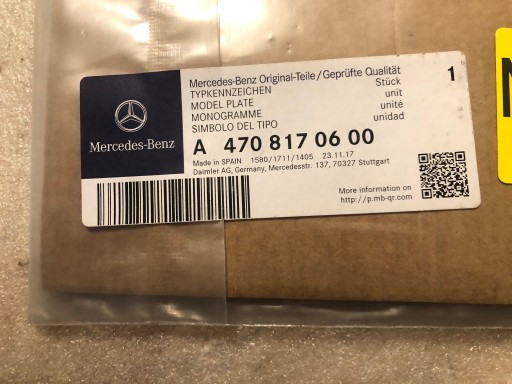 Mercedes-Benz
Mercedes-Benz Original-Teile/Geprüfte Qualität
TYPKENNZEICHEN
MODEL PLATE
MONOGRAMME
SIMBOLO DEL TIPO
Stück
unit
unité
unidad
1
A 470 817 06 00
Made in SPAIN 1580/1711/1405 23.11.17
Daimler AG, Germany, Mercedesstr. 137, 70327 Stuttgart
More information on
http://p.mb-qr.com